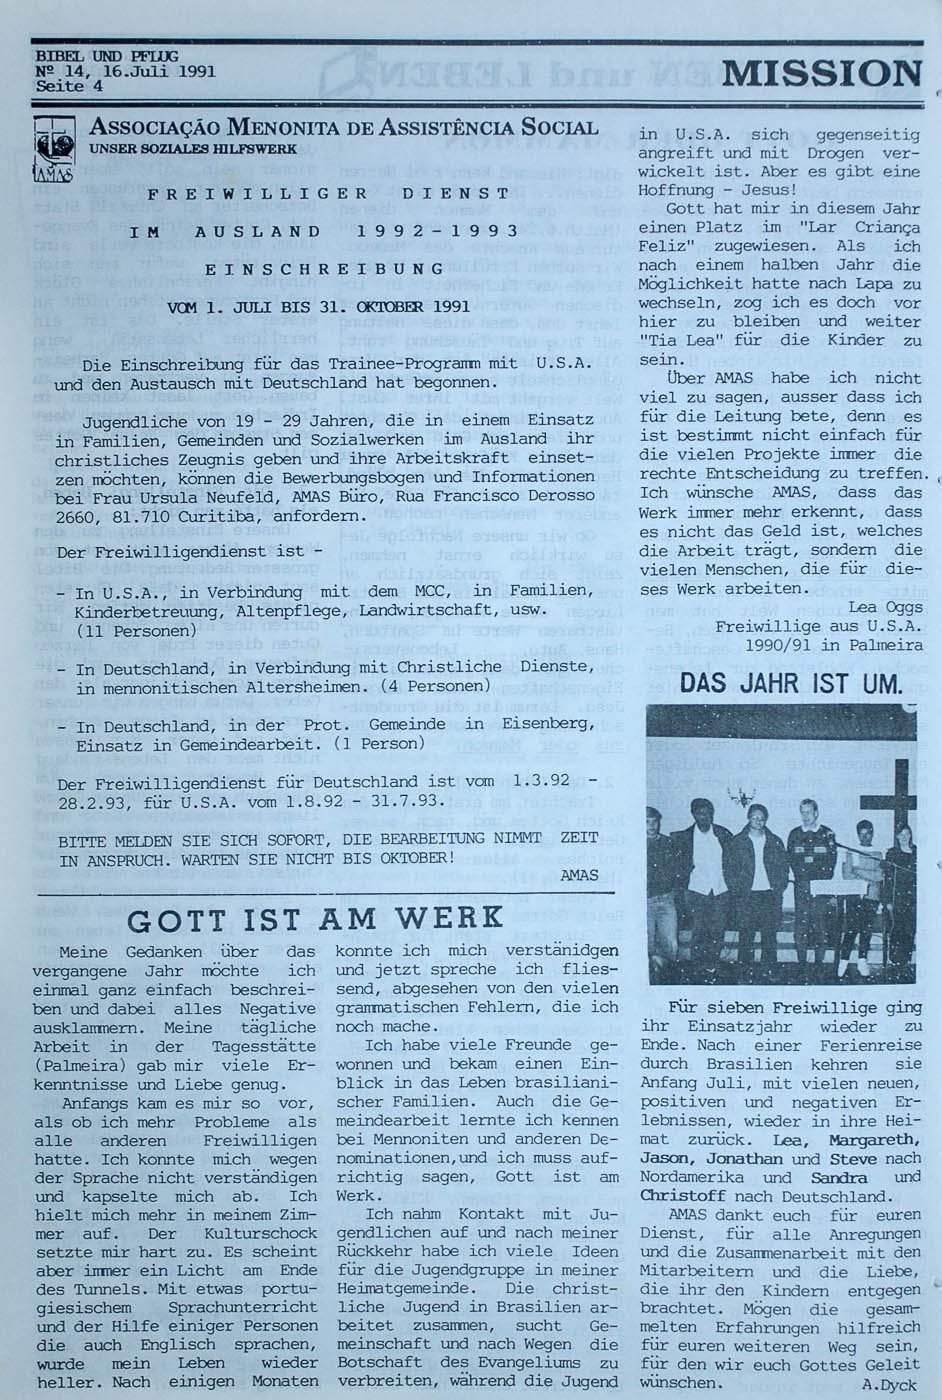 BIBEL UND PFLUG
Nº 14, 16.Juli 1991
Seite 4
MISSION
AMAS
ASSOCIAÇÃO MENONITA DE ASSISTÊNCIA SOCIAL
UNSER SOZIALES HILFSWERK
FREIWILLIGER DIENST
IM AUSLAND 1992-1993
EINSCHREIBUNG
VOM 1. JULI BIS 31. OKTOBER 1991
Die Einschreibung für das Trainee-Programm mit U.S.A.
und den Austausch mit Deutschland hat begonnen.
Jugendliche von 19 - 29 Jahren, die in einem Einsatz
in Familien, Gemeinden und Sozialwerken im Ausland ihr
christliches Zeugnis geben und ihre Arbeitskraft einset-
zen möchten, können die Bewerbungsbogen und Informationen
bei Frau Ursula Neufeld, AMAS Büro, Rua Francisco Derosso
2660, 81.710 Curitiba, anfordern.
Der Freiwilligendienst ist -
- In U.S.A., in Verbindung mit dem MCC, in Familien,
Kinderbetreuung, Altenpflege, Landwirtschaft, usw.
(11 Personen)
- In Deutschland, in Verbindung mit Christliche Dienste,
in mennonitischen Altersheimen. (4 Personen)
- In Deutschland, in der Prot. Gemeinde in Eisenberg,
Einsatz in Gemeindearbeit. (1 Person)
Der Freiwilligendienst für Deutschland ist vom 1.3.92 -
28.2.93, für U.S.A. vom 1.8.92 - 31.7.93.
BITTE MELDEN SIE SICH SOFORT, DIE BEARBEITUNG NIMMT ZEIT
IN ANSPRUCH. WARTEN SIE NICHT BIS OKTOBER!
AMAS
GOTT IST AM WERK
Meine Gedanken über das
vergangene Jahr möchte ich
einmal ganz einfach beschrei-
ben und dabei alles Negative
ausklammern. Meine tägliche
Arbeit in der Tagesstätte
(Palmeira) gab mir viele Er-
kenntnisse und Liebe genug.
Anfangs kam es mir so vor,
als ob ich mehr Probleme als
alle anderen Freiwilligen
hatte. Ich konnte mich wegen
der Sprache nicht verständigen
und kapselte mich ab. Ich
hielt mich mehr in meinem Zim-
mer auf. Der Kulturschock
setzte mir hart zu. Es scheint
aber immer ein Licht am Ende
des Tunnels. Mit etwas portu-
giesischem Sprachunterricht
und der Hilfe einiger Personen
die auch Englisch sprachen,
wurde mein Leben wieder
heller. Nach einigen Monaten
konnte ich mich verstänidgen
und jetzt spreche ich flies-
send, abgesehen von den vielen
grammatischen Fehlern, die ich
noch mache.
Ich habe viele Freunde ge-
wonnen und bekam einen Ein-
blick in das Leben brasiliani-
scher Familien. Auch die Ge-
meindearbeit lernte ich kennen
bei Mennoniten und anderen De-
nominationen,und ich muss auf-
richtig sagen, Gott ist am
Werk.
Ich nahm Kontakt mit Ju-
gendlichen auf und nach meiner
Rückkehr habe ich viele Ideen
für die Jugendgruppe in meiner
Heimatgemeinde. Die christ-
liche Jugend in Brasilien ar-
beitet zusammen, sucht Ge-
meinschaft und nach Wegen die
Botschaft des Evangeliums zu
verbreiten, während die Jugend
in U.S.A. sich gegenseitig
angreift und mit Drogen ver-
wickelt ist. Aber es gibt eine
Hoffnung - Jesus!
Gott hat mir in diesem Jahr
einen Platz im "Lar Criança
Feliz" zugewiesen. Als ich
nach einem halben Jahr die
Möglichkeit hatte nach Lapa zu
wechseln, zog ich es doch vor
hier zu bleiben und weiter
"Tia Lea" für die Kinder zu
sein.
Über AMAS habe ich nicht
viel zu sagen, ausser dass ich
für die Leitung bete, denn es
ist bestimmt nicht einfach für
die vielen Projekte immer die
rechte Entscheidung zu treffen.
Ich wünsche AMAS, dass das
Werk immer mehr erkennt, dass
es nicht das Geld ist, welches
die Arbeit trägt, sondern die
vielen Menschen, die für die-
ses Werk arbeiten.
Lea Oggs
Freiwillige aus U.S.A.
1990/91 in Palmeira
DAS JAHR IST UM.
Für sieben Freiwillige ging
ihr Einsatzjahr wieder zu
Ende. Nach einer Ferienreise
durch Brasilien kehren sie
Anfang Juli, mit vielen neuen,
positiven und negativen Er-
lebnissen, wieder in ihre Hei-
mat zurück. Lea, Margareth,
Jason, Jonathan und Steve nach
Nordamerika und Sandra und
Christoff nach Deutschland.
AMAS dankt euch für euren
Dienst, für alle Anregungen
und die Zusammenarbeit mit den
Mitarbeitern und die Liebe,
die ihr den Kindern entgegen
brachtet. Mögen die gesam-
melten Erfahrungen hilfreich
für euren weiteren Weg sein,
für den wir euch Gottes Geleit
wünschen. A.Dyck